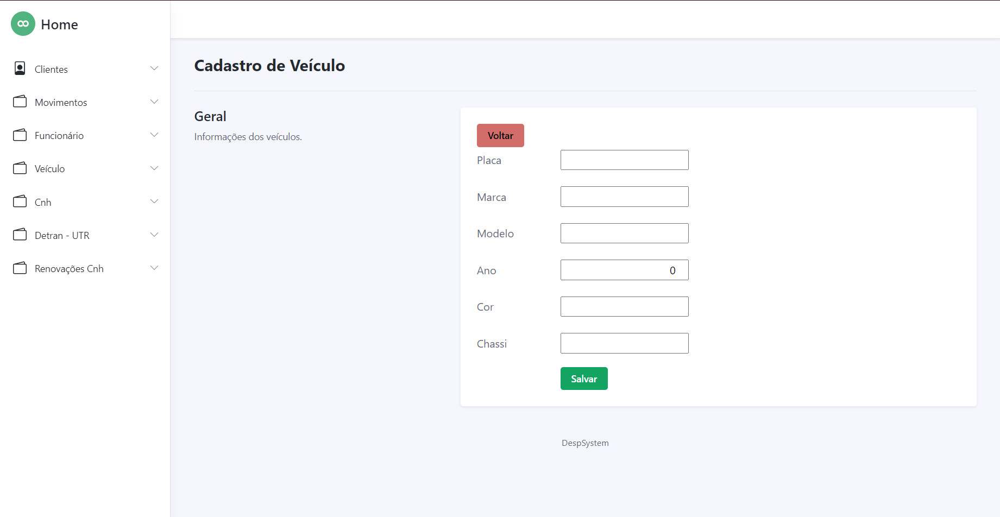 Home
Clientes
Movimentos
Funcionário
Veículo
Cnh
Detran - UTR
Renovações Cnh
Cadastro de Veículo
Geral
Informações dos veículos.
Voltar
Placa
Marca
Modelo
Ano 0
Cor
Chassi
Salvar
DespSystem